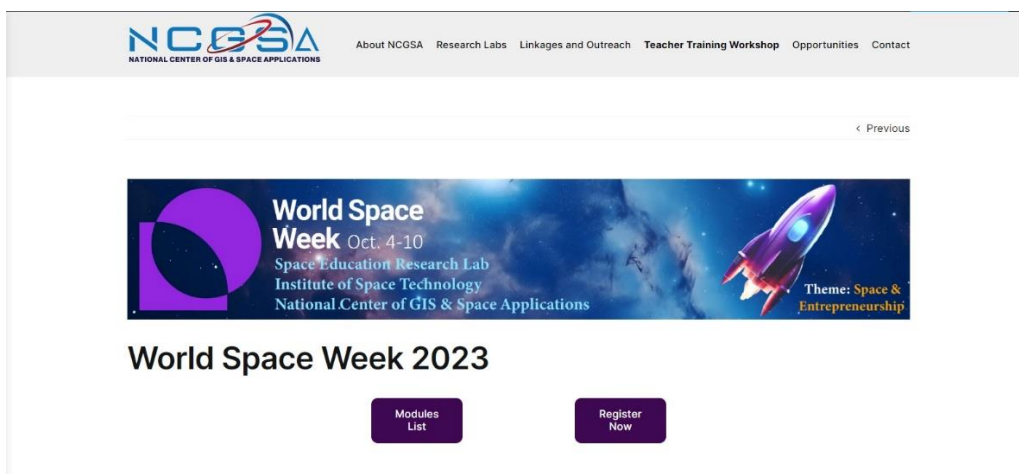 NCGSA
NATIONAL CENTER OF GIS & SPACE APPLICATIONS
About NCGSA Research Labs Linkages and Outreach Teacher Training Workshop Opportunities Contact
‹ Previous
World Space
Week Oct. 4-10
Space Education Research Lab
Institute of Space Technology
National Center of GIS & Space Applications
Theme: Space &
Entrepreneurship
World Space Week 2023
Modules
List
Register
Now